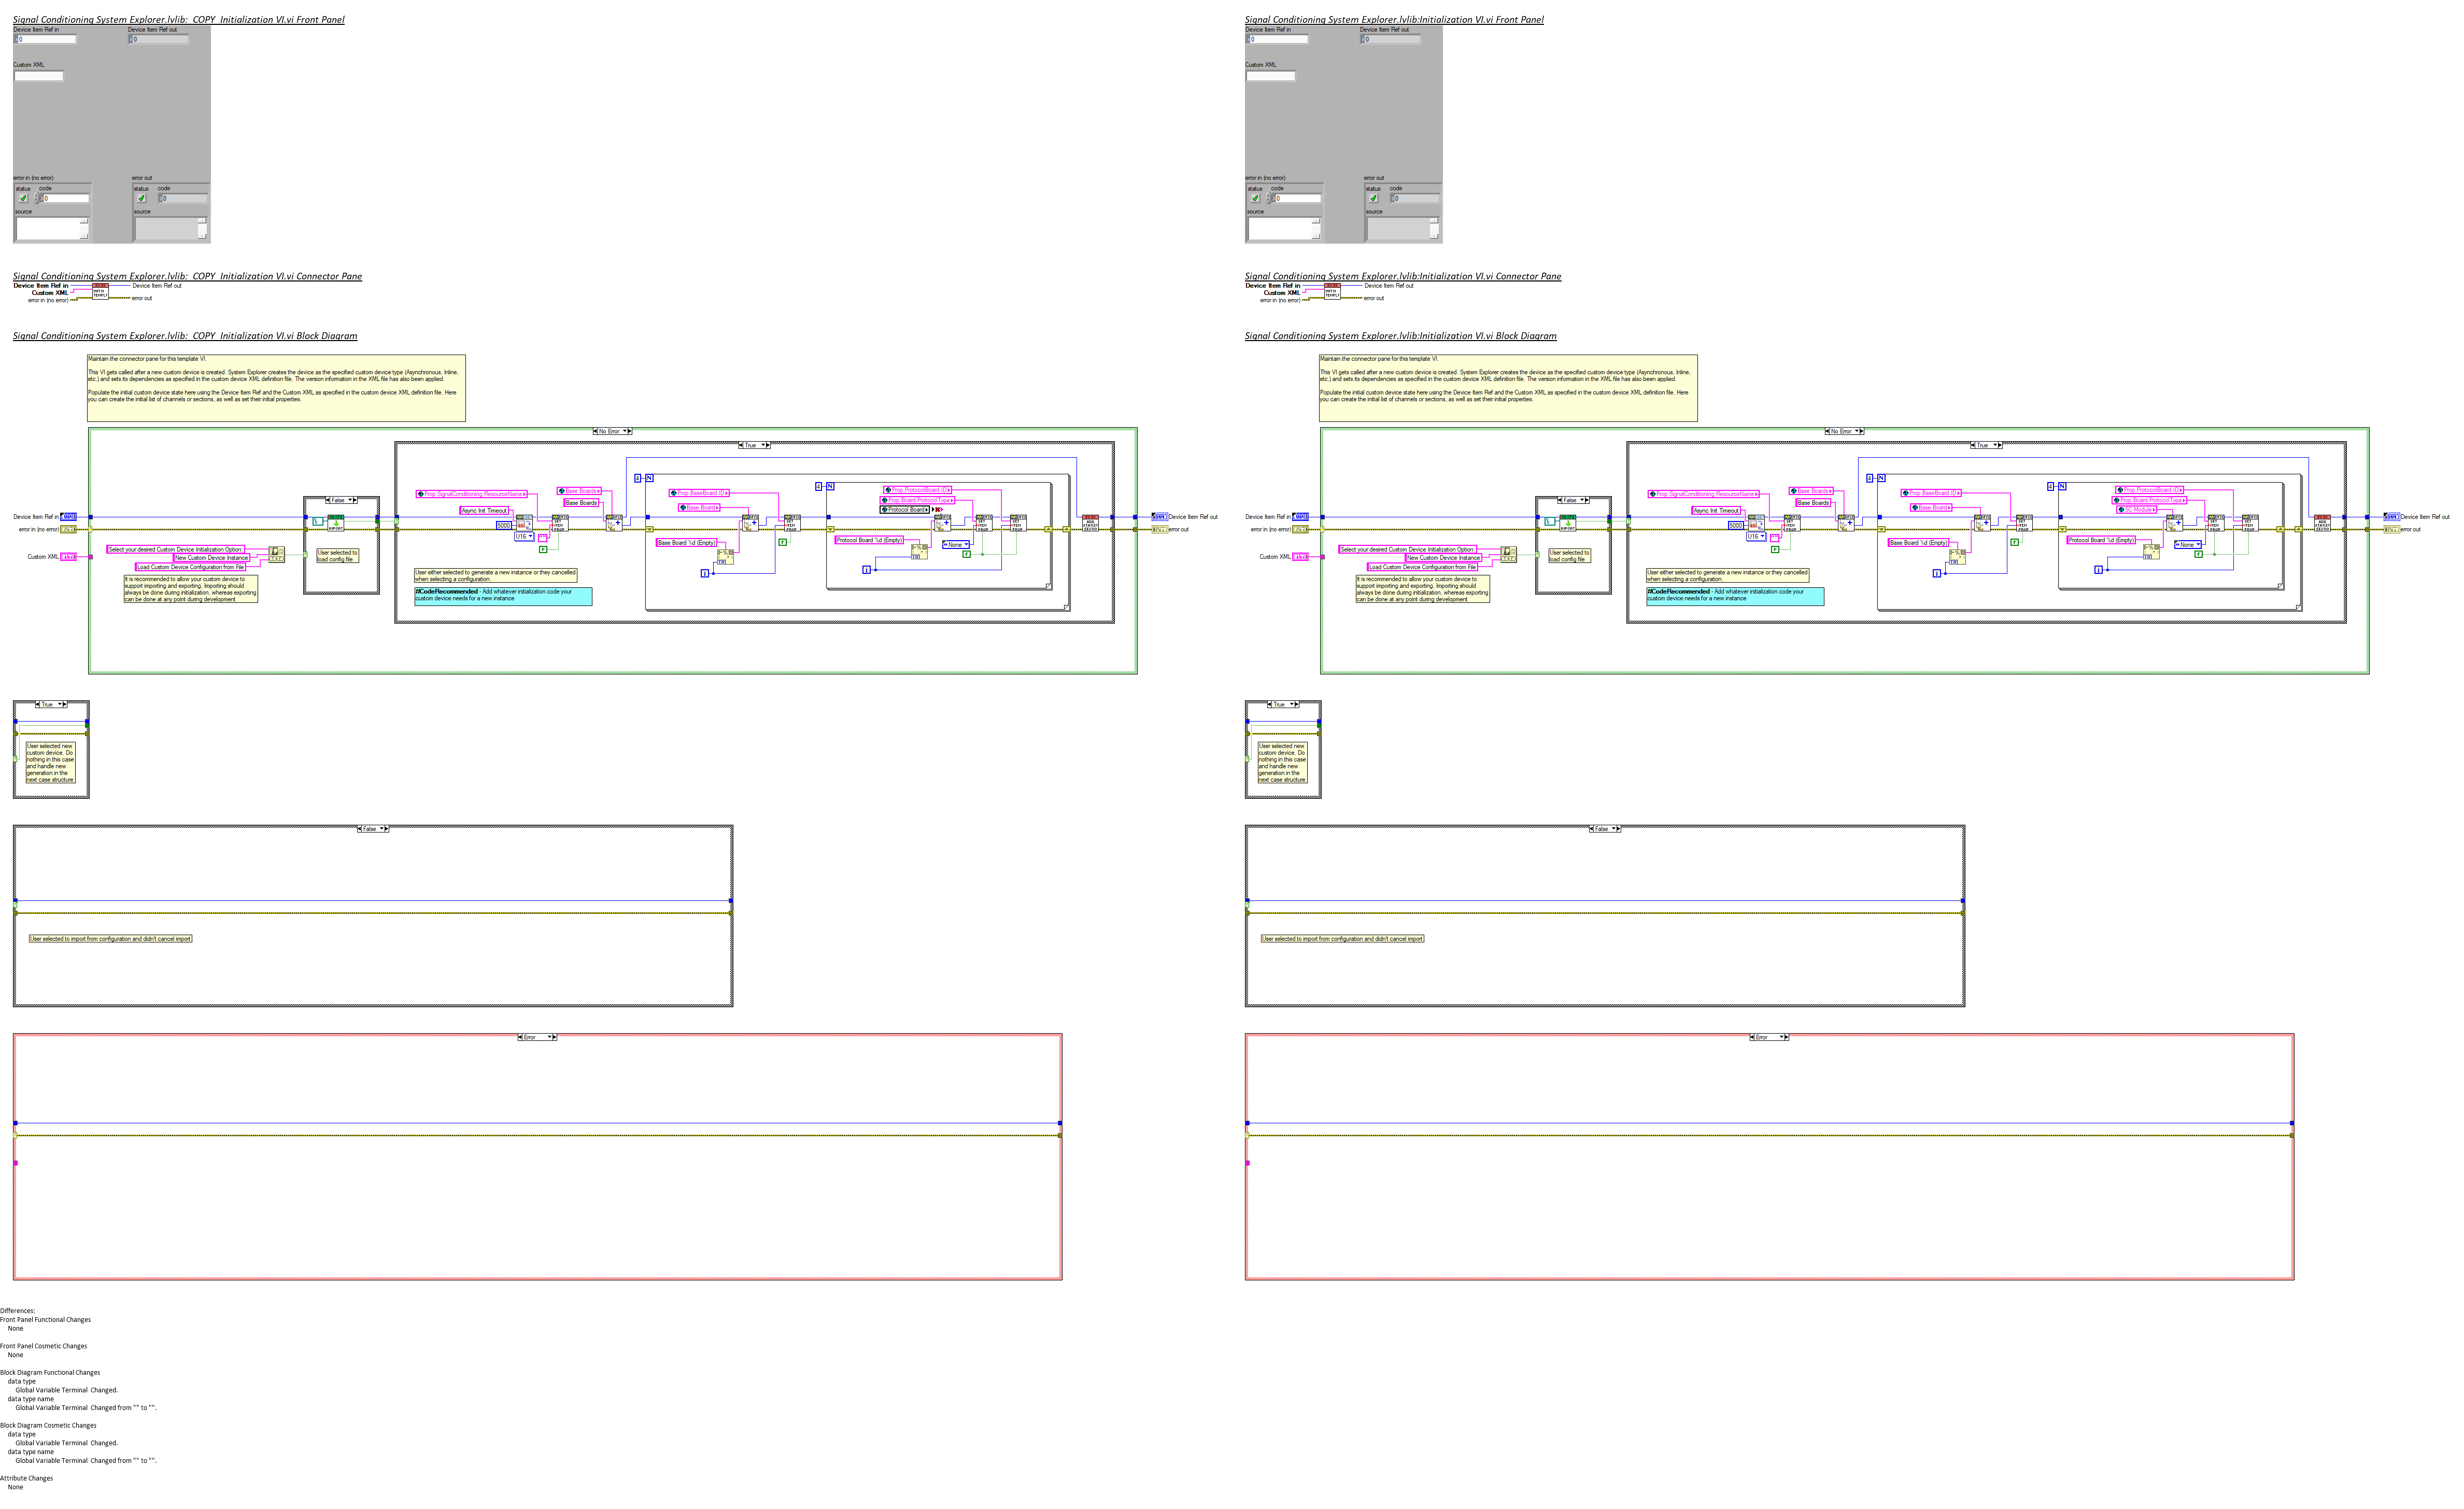 Signal Conditioning System Explorer.lvlib:  COPY  Initialization VI.vi Front Panel
Device Item Ref in
Device Item Ref out
0
0
Custom XML
error in (no error)
error out
status
code
status
code
0
0
source
source
Signal Conditioning System Explorer.lvlib:  COPY  Initialization VI.vi Connector Pane
Device Item Ref in
Device Item Ref out
Custom XML
error in (no error)
error out
Signal Conditioning System Explorer.lvlib:  COPY  Initialization VI.vi Block Diagram
Maintain the connector pane for this template VI.
This VI gets called after a new custom device is created. System Explorer creates the device as the specified custom device type (Asynchronous, Inline,
etc.) and sets its dependencies as specified in the custom device XML definition file. The version information in the XML file has also been applied.
Populate the initial custom device state here using the Device Item Ref and the Custom XML as specified in the custom device XML definition file. Here
you can create the initial list of channels or sections, as well as set their initial properties.
No Error
True
False
4
N
4
N
Prop.SignalConditioning.ResourceName
Base Boards
Base Boards
Async Init Timeout
5000
U16
Prop.BaseBoard.ID
Base Board
Base Board %d (Empty)
Prop.ProtocolBoard.ID
Prop.Board.ProtocolType
Protocol Board
Protocol Board %d (Empty)
None
F
F
F
i
i
Device Item Ref in
error in (no error)
Custom XML
Device Item Ref out
error out
Select your desired Custom Device Initialization Option.
New Custom Device Instance
Load Custom Device Configuration from File
User selected to
load config file
It is recommended to allow your custom device to
support importing and exporting. Importing should
always be done during initialization, whereas exporting
can be done at any point during development
User either selected to generate a new instance or they cancelled
when selecting a configuration.
#CodeRecommended - Add whatever initialization code your
custom device needs for a new instance
True
User selected new
custom device. Do
nothing in this case
and handle new
generation in the
next case structure
False
User selected to import from configuration and didn't cancel import
Error
Signal Conditioning System Explorer.lvlib:Initialization VI.vi Front Panel
Device Item Ref in
Device Item Ref out
0
0
Custom XML
error in (no error)
error out
status
code
status
code
0
0
source
source
Signal Conditioning System Explorer.lvlib:Initialization VI.vi Connector Pane
Device Item Ref in
Device Item Ref out
Custom XML
error in (no error)
error out
Signal Conditioning System Explorer.lvlib:Initialization VI.vi Block Diagram
Maintain the connector pane for this template VI.
This VI gets called after a new custom device is created. System Explorer creates the device as the specified custom device type (Asynchronous, Inline,
etc.) and sets its dependencies as specified in the custom device XML definition file. The version information in the XML file has also been applied.
Populate the initial custom device state here using the Device Item Ref and the Custom XML as specified in the custom device XML definition file. Here
you can create the initial list of channels or sections, as well as set their initial properties.
No Error
True
False
4
N
4
N
Prop.SignalConditioning.ResourceName
Base Boards
Base Boards
Async Init Timeout
5000
U16
Prop.BaseBoard.ID
Base Board
Base Board %d (Empty)
Prop.ProtocolBoard.ID
Prop.Board.ProtocolType
SC Module
Protocol Board %d (Empty)
None
F
F
F
i
i
Device Item Ref in
error in (no error)
Custom XML
Device Item Ref out
error out
Select your desired Custom Device Initialization Option.
New Custom Device Instance
Load Custom Device Configuration from File
User selected to
load config file
It is recommended to allow your custom device to
support importing and exporting. Importing should
always be done during initialization, whereas exporting
can be done at any point during development
User either selected to generate a new instance or they cancelled
when selecting a configuration.
#CodeRecommended - Add whatever initialization code your
custom device needs for a new instance
True
User selected new
custom device. Do
nothing in this case
and handle new
generation in the
next case structure
False
User selected to import from configuration and didn't cancel import
Error
Differences:
Front Panel Functional Changes
None
Front Panel Cosmetic Changes
None
Block Diagram Functional Changes
data type
Global Variable Terminal  Changed.
data type name
Global Variable Terminal  Changed from "" to "".
Block Diagram Cosmetic Changes
data type
Global Variable Terminal  Changed.
data type name
Global Variable Terminal  Changed from "" to "".
Attribute Changes
None